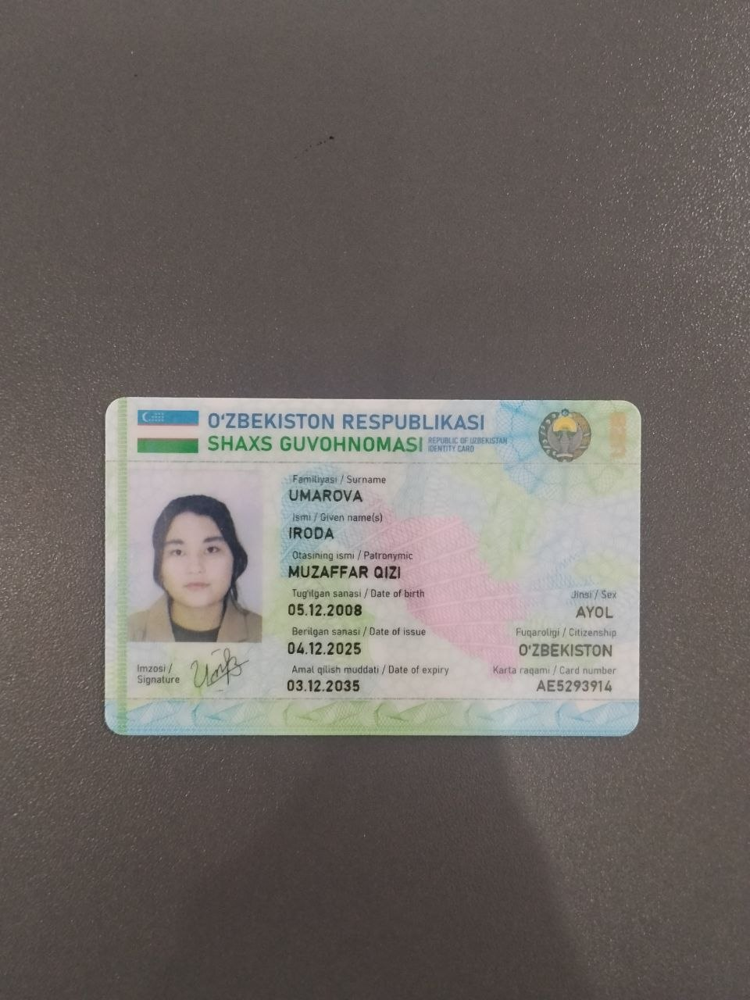 O‘ZBEKISTON RESPUBLIKASI
SHAXS GUVOHNOMASI REPUBLIC OF UZBEKISTAN IDENTITY CARD
Familiyasi / Surname
UMAROVA
Ismi / Given name(s)
IRODA
Otasining ismi / Patronymic
MUZAFFAR QIZI
Tug‘ilgan sanasi / Date of birth
05.12.2008
Jinsi / Sex
AYOL
Berilgan sanasi / Date of issue
04.12.2025
Fuqaroligi / Citizenship
O‘ZBEKISTON
Amal qilish muddati / Date of expiry
03.12.2035
Karta raqami / Card number
AE5293914
Imzosi /
Signature